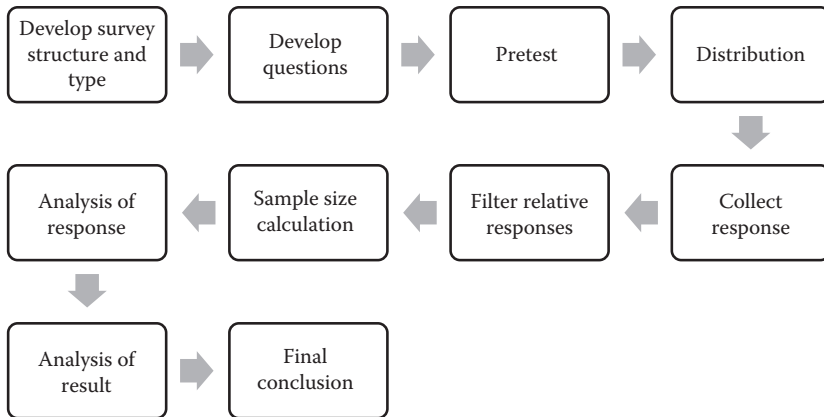 Develop survey
structure and
type
Develop
questions
Pretest
Distribution
Collect
response
Filter relative
responses
Sample size
calculation
Analysis of
response
Analysis of
result
Final
conclusion